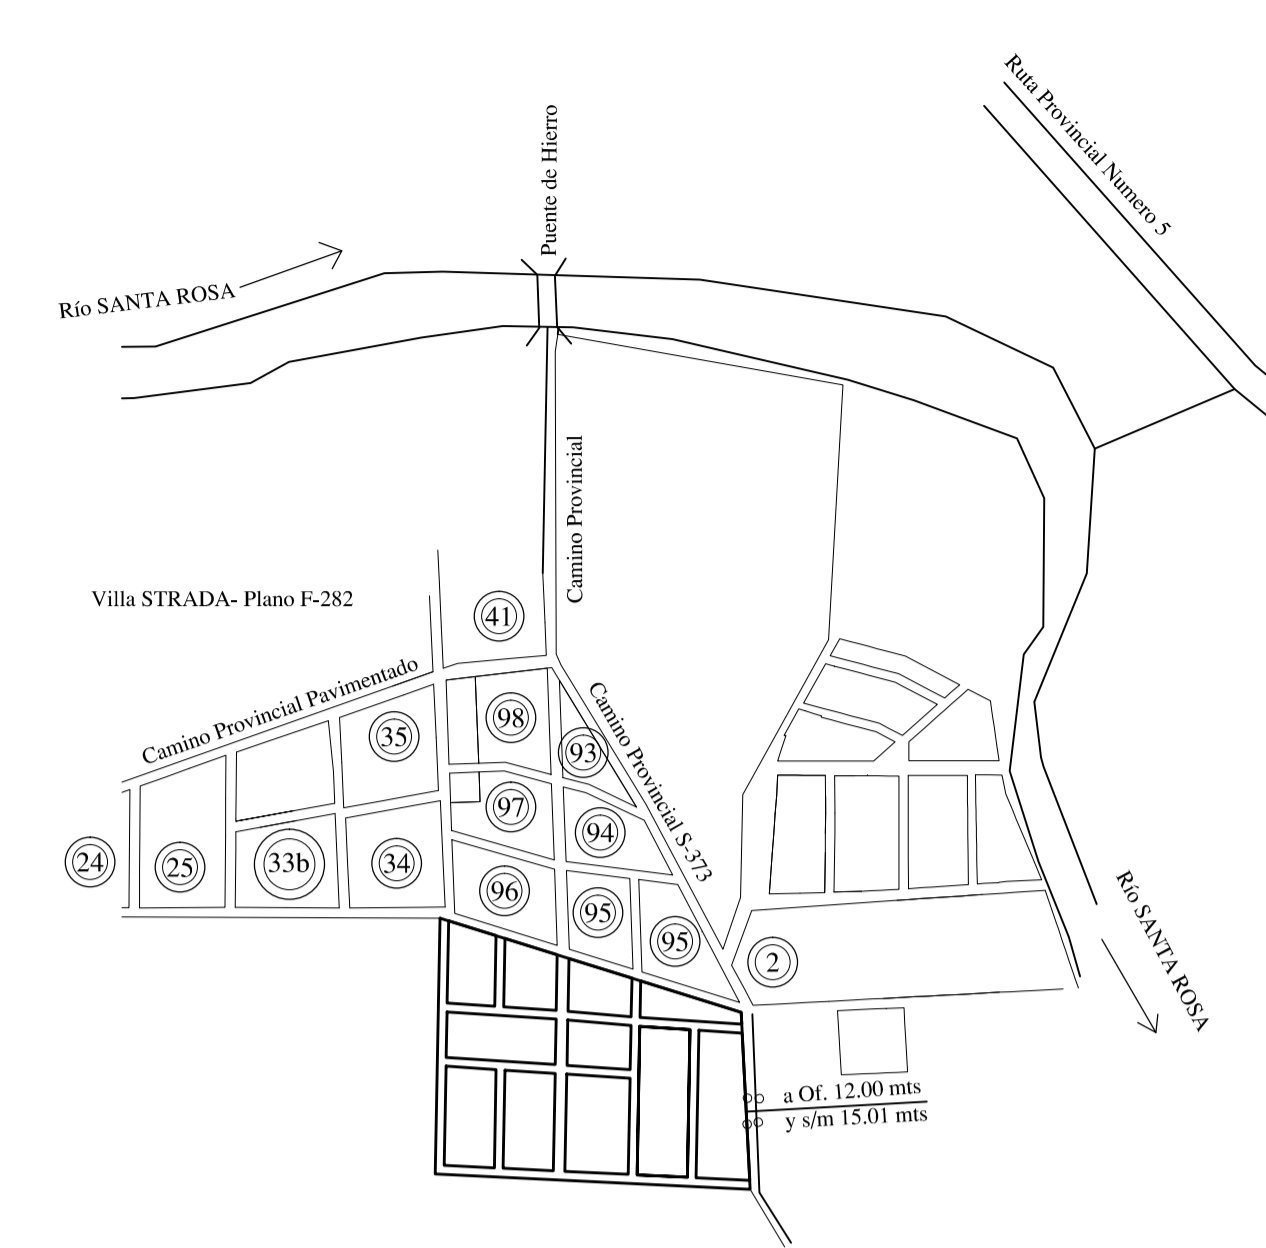 Ruta Provincial Numero 5
Puente de Hierro
Río SANTA ROSA
Camino Provincial
Villa STRADA- Plano F-282
41
Camino Provincial Pavimentado
Camino Provincial S-373
98
35
93
97
94
24
25
33b
34
96
95
95
2
Río SANTA ROSA
a Of. 12.00 mts
y s/m 15.01 mts